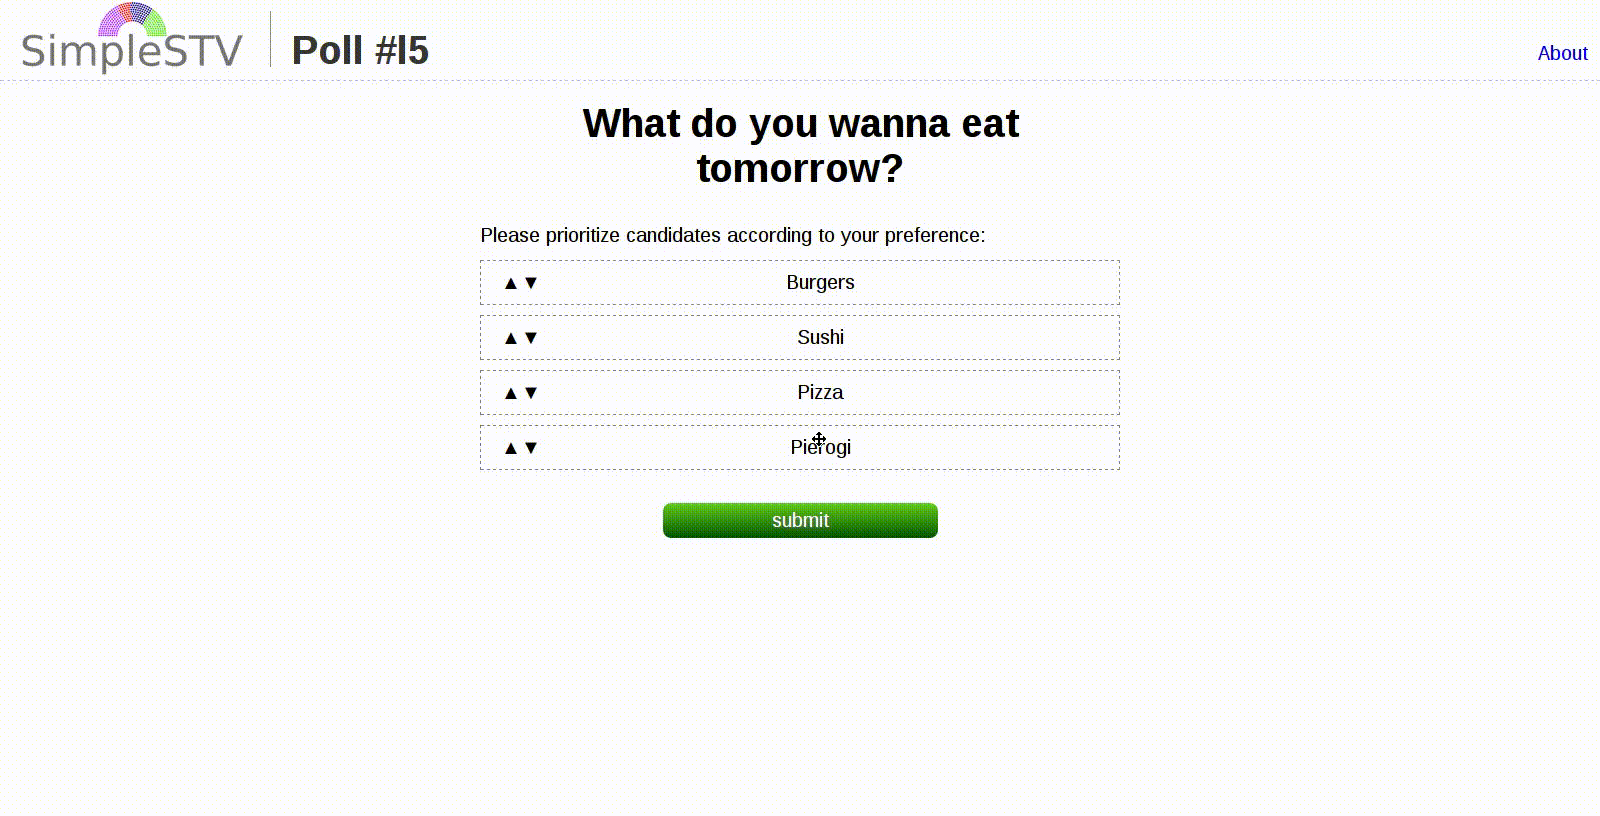 SimpleSTV
Poll #I5
About
What do you wanna eat
tomorrow?
Please prioritize candidates according to your preference:
▲▼ Burgers
▲▼ Sushi
▲▼ Pizza
▲▼ Pierogi
submit